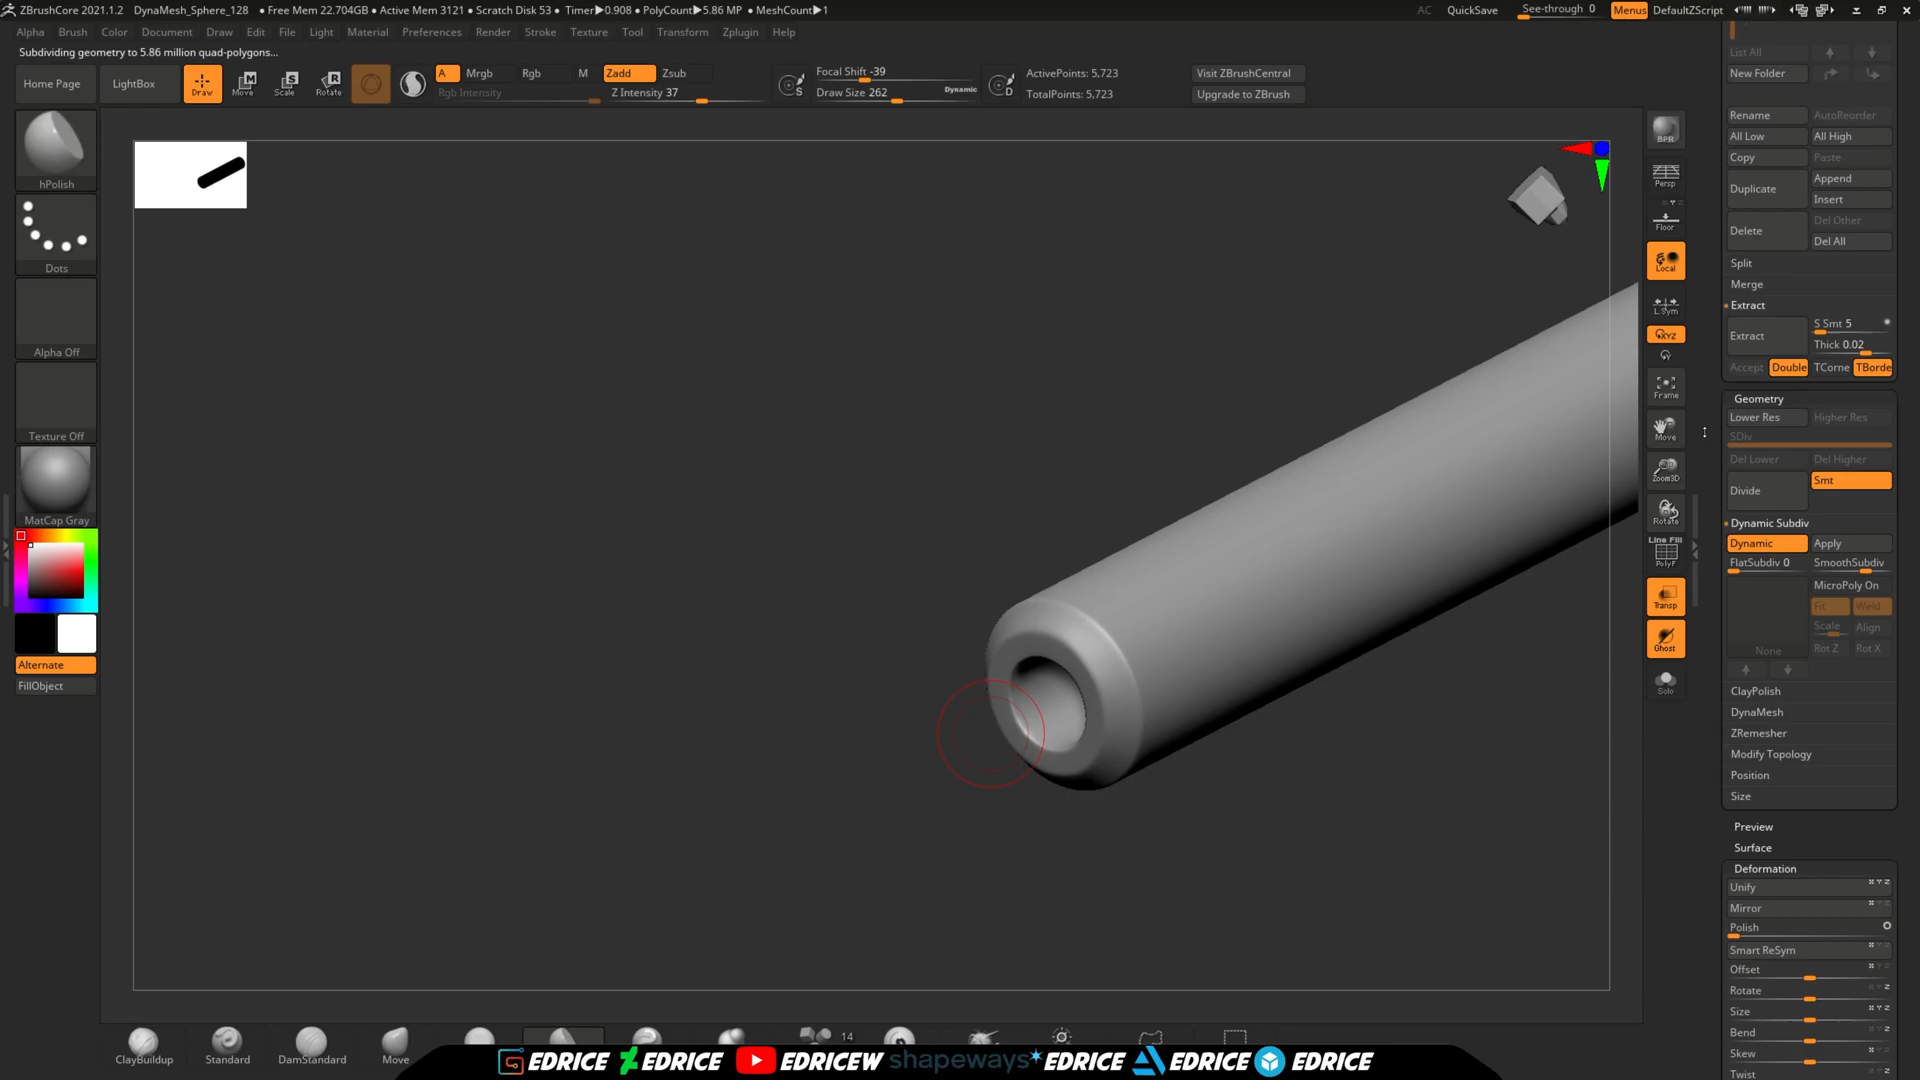 ZBrushCore 2021.1.2 DynaMesh_Sphere_128 ● Free Mem 22.704GB ● Active Mem 3121 ● Scratch Disk 53 ● Timer▶0.908 ● PolyCount▶5.86 MP ● MeshCount▶1 AC QuickSave See-through 0 Menus DefaultZScript
Alpha Brush Color Document Draw Edit File Light Material Preferences Render Stroke Texture Tool Transform Zplugin Help
Subdividing geometry to 5.86 million quad-polygons...
Home Page LightBox Draw Move Scale Rotate A Mrgb Rgb M Zadd Zsub
Rgb Intensity Z Intensity 37
S Focal Shift -39
Draw Size 262 Dynamic D
ActivePoints: 5,723
TotalPoints: 5,723
Visit ZBrushCentral
Upgrade to ZBrush
hPolish
Dots
Alpha Off
Texture Off
MatCap Gray
Alternate
FillObject
BPR
Persp
Floor
Local
L.Sym
XYZ
Y
Frame
Move
Zoom3D
Rotate
Line Fill
PolyF
Transp
Ghost
Solo
List All
New Folder
Rename AutoReorder
All Low All High
Copy Paste
Duplicate Append
Insert
Delete Del Other
Del All
Split
Merge
Extract
Extract S Smt 5
Thick 0.02
Accept Double TCorne TBorde
Geometry
Lower Res Higher Res
SDiv
Del Lower Del Higher
Divide Smt
Dynamic Subdiv
Dynamic Apply
FlatSubdiv 0 SmoothSubdiv
MicroPoly On
Fit Weld
Scale Align
None Rot Z Rot X
ClayPolish
DynaMesh
ZRemesher
Modify Topology
Position
Size
Preview
Surface
Deformation
Unify
Mirror
Polish
Smart ReSym
Offset
Rotate
Size
Bend
Skew
Twist
ClayBuildup Standard DamStandard Move 14
EDRICE EDRICE EDRICEW shapeways EDRICE EDRICE EDRICE